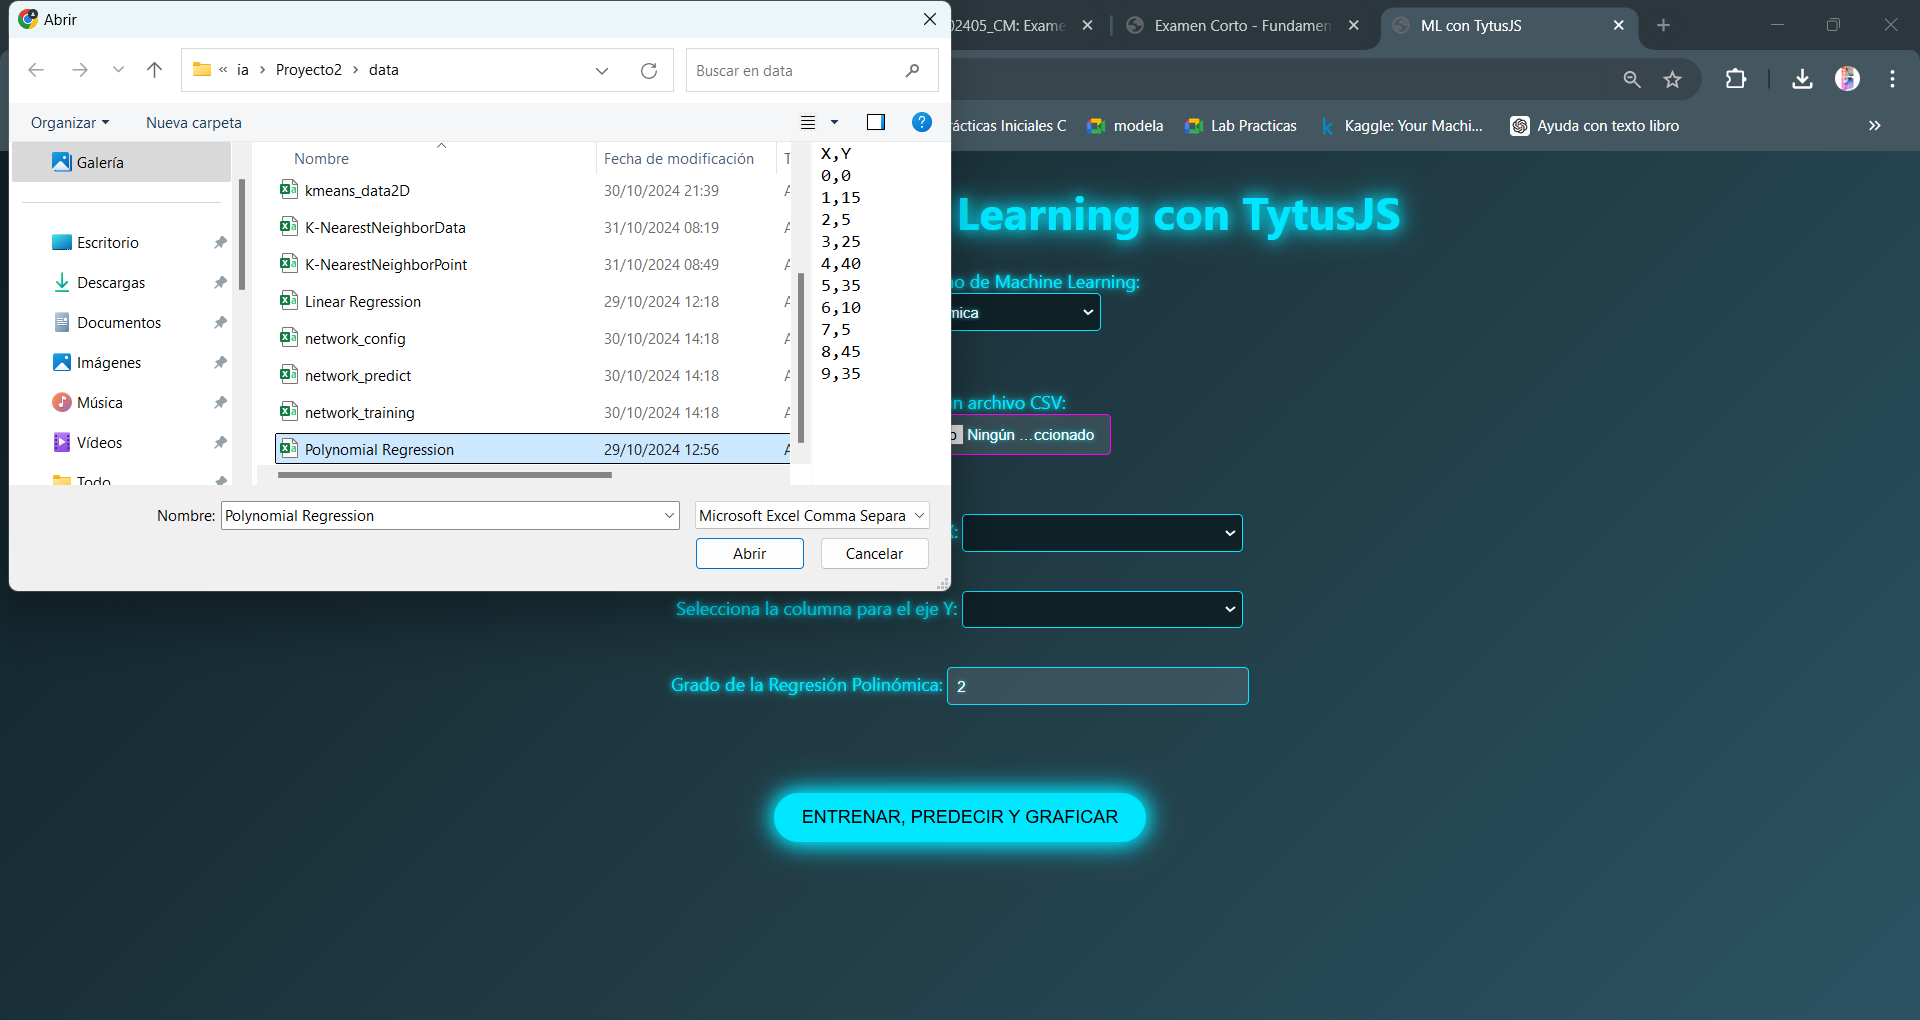 Abrir
02405_CM: Exame
Examen Corto - Fundamen
ML con TytusJS
« ia > Proyecto2 > data
Buscar en data
Organizar
Nueva carpeta
ácticas Iniciales C
modela
Lab Practicas
Kaggle: Your Machi...
Ayuda con texto libro
Galería
Escritorio
Descargas
Documentos
Imágenes
Música
Vídeos
Todo
Nombre
Fecha de modificación
T
kmeans_data2D 30/10/2024 21:39 A
K-NearestNeighborData 31/10/2024 08:19 A
K-NearestNeighborPoint 31/10/2024 08:49 A
Linear Regression 29/10/2024 12:18 A
network_config 30/10/2024 14:18 A
network_predict 30/10/2024 14:18 A
network_training 30/10/2024 14:18 A
Polynomial Regression 29/10/2024 12:56 A
X,Y
0,0
1,15
2,5
3,25
4,40
5,35
6,10
7,5
8,45
9,35
Nombre: Polynomial Regression
Microsoft Excel Comma Separa
Abrir
Cancelar
Learning con TytusJS
no de Machine Learning:
mica
n archivo CSV:
o Ningún ...ccionado
X:
Selecciona la columna para el eje Y:
Grado de la Regresión Polinómica: 2
ENTRENAR, PREDECIR Y GRAFICAR